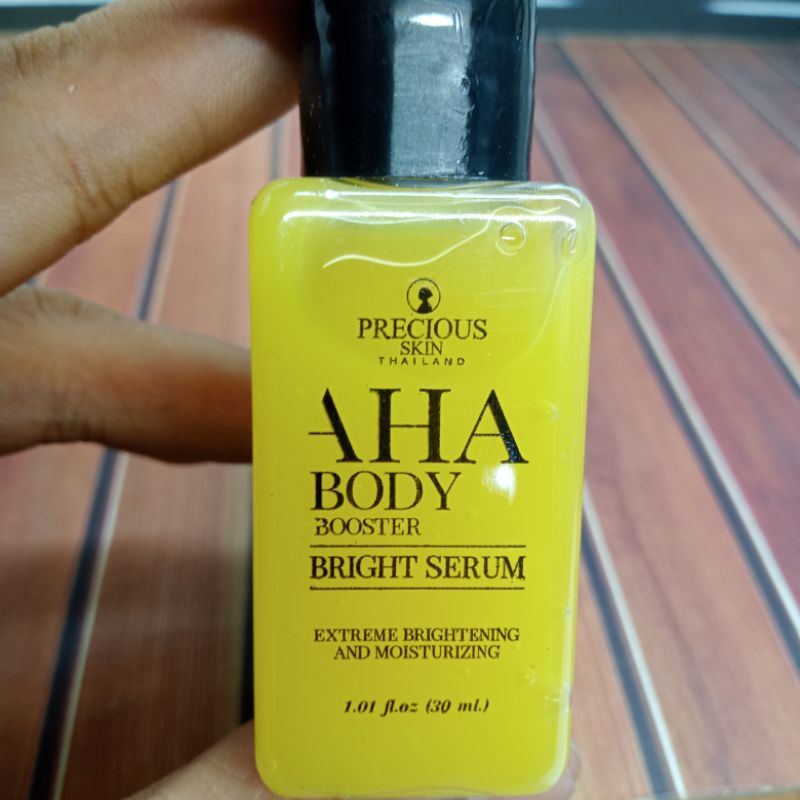 PRECIOUS
SKIN
THAILAND
AHA
BODY
BOOSTER
BRIGHT SERUM
EXTREME BRIGHTENING
AND MOISTURIZING
1.01 fl.oz (30 ml.)